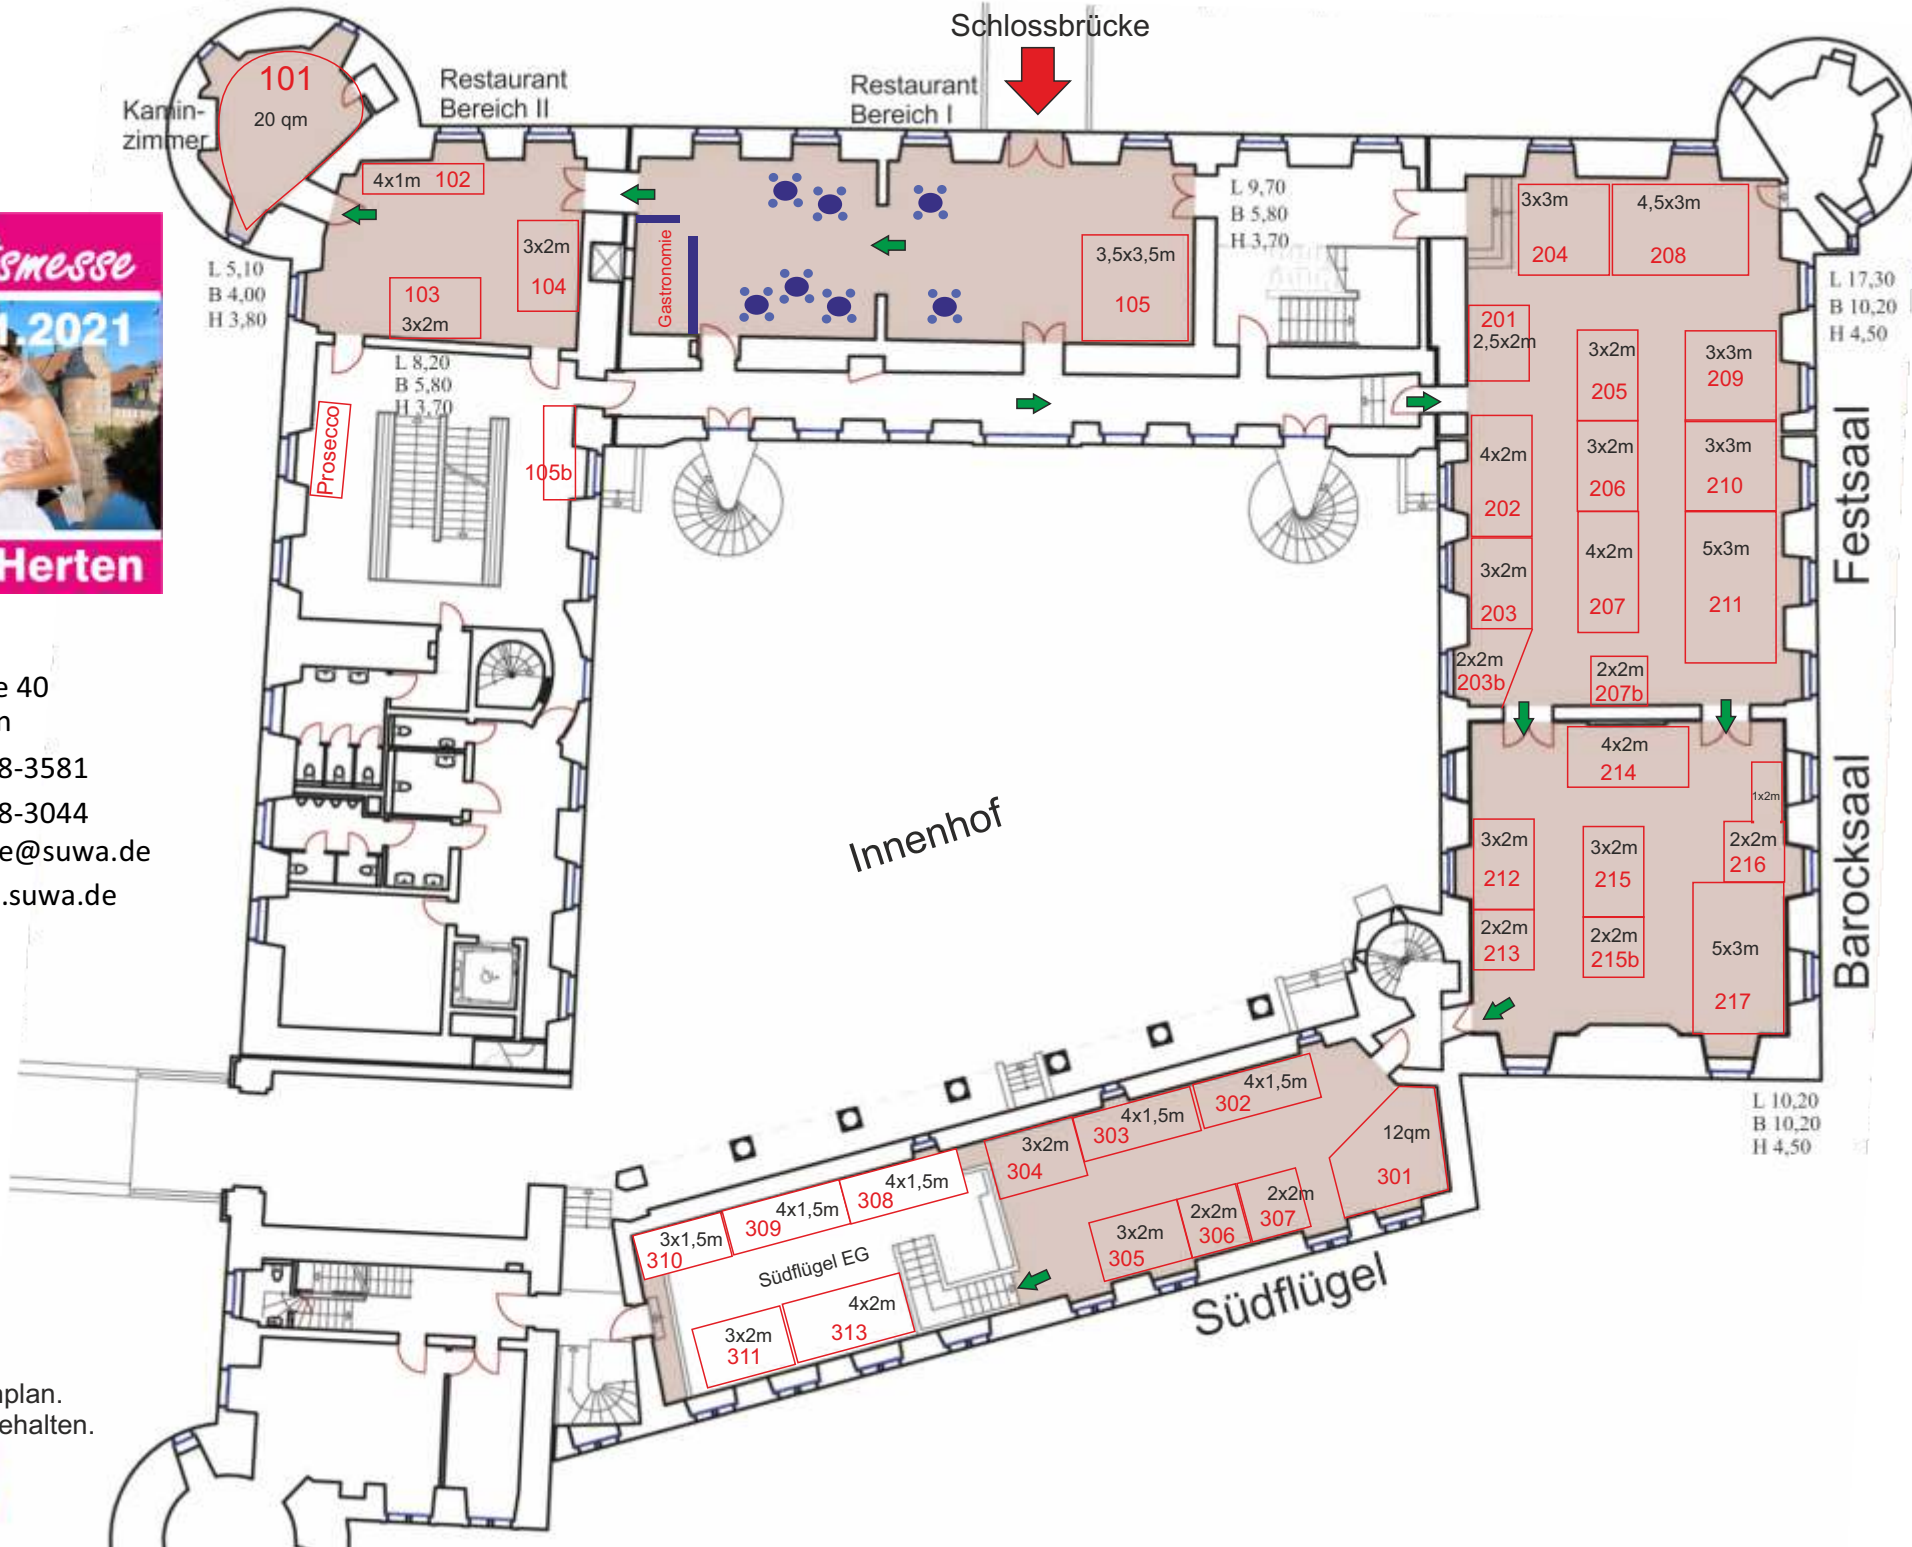 Schlossbrücke
Restaurant
Bereich II
Restaurant
Bereich I
Kamin-
zimmer
101
20 qm
4x1m 102
103
3x2m
3x2m
104
Gastronomie
3,5x3,5m
105
L 5,10
B 4,00
H 3,80
L 8,20
B 5,80
H 3,70
L 9,70
B 5,80
H 3,70
Prosecco
105b
smesse
.2021
Herten
e 40
n
8-3581
8-3044
e@suwa.de
.suwa.de
3x3m
204
4,5x3m
208
L 17,30
B 10,20
H 4,50
201
2,5x2m
3x2m
205
3x3m
209
4x2m
202
3x2m
206
3x3m
210
3x2m
203
4x2m
207
5x3m
211
2x2m
203b
2x2m
207b
Festsaal
4x2m
214
1x2m
3x2m
212
3x2m
215
2x2m
216
2x2m
213
2x2m
215b
5x3m
217
Barocksaal
L 10,20
B 10,20
H 4,50
Innenhof
4x1,5m
302
4x1,5m
303
3x2m
304
12qm
301
2x2m
307
2x2m
306
3x2m
305
4x1,5m
308
4x1,5m
309
3x1,5m
310
Südflügel EG
4x2m
313
3x2m
311
Südflügel
nplan.
ehalten.